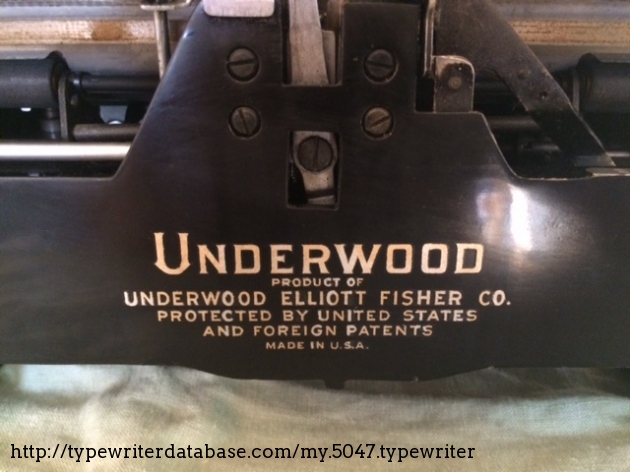 UNDERWOOD
PRODUCT OF
UNDERWOOD ELLIOTT FISHER CO.
PROTECTED BY UNITED STATES
AND FOREIGN PATENTS
MADE IN U.S.A.
http://typewriterdatabase.com/my.5047.typewriter